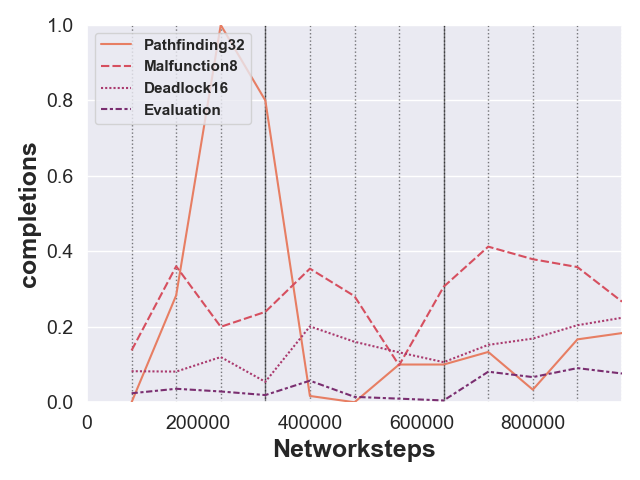 1.0
0.8
0.6
0.4
0.2
0.0
completions
Pathfinding32
Malfunction8
Deadlock16
Evaluation
0 200000 400000 600000 800000
Networksteps